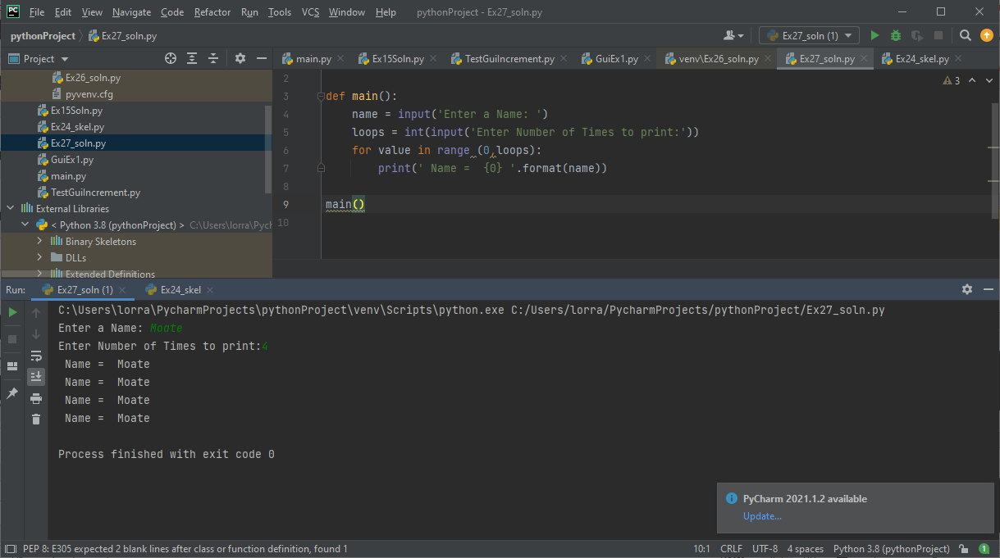 PC File Edit View Navigate Code Refactor Run Tools VCS Window Help pythonProject - Ex27_soln.py
pythonProject Ex27_soln.py Ex27_soln (1)
Project main.py Ex15Soln.py TestGuiIncrement.py GuiEx1.py venv\Ex26_soln.py Ex27_soln.py Ex24_skel.py
Ex26_soln.py
pyvenv.cfg
Ex15Soln.py
Ex24_skel.py
Ex27_soln.py
GuiEx1.py
main.py
TestGuiIncrement.py
External Libraries
< Python 3.8 (pythonProject) > C:\Users\lorra\Pych
Binary Skeletons
DLLs
Extended Definitions
3
2
3 def main():
4 name = input('Enter a Name: ')
5 loops = int(input('Enter Number of Times to print:'))
6 for value in range (0,loops):
7 print(' Name =  {0} '.format(name))
8
9 main()
10
Run: Ex27_soln (1) Ex24_skel
C:\Users\lorra\PycharmProjects\pythonProject\venv\Scripts\python.exe C:/Users/lorra/PycharmProjects/pythonProject/Ex27_soln.py
Enter a Name: Moate
Enter Number of Times to print:4
Name =  Moate
Name =  Moate
Name =  Moate
Name =  Moate
Process finished with exit code 0
PyCharm 2021.1.2 available
Update...
PEP 8: E305 expected 2 blank lines after class or function definition, found 1 10:1 CRLF UTF-8 4 spaces Python 3.8 (pythonProject) 1